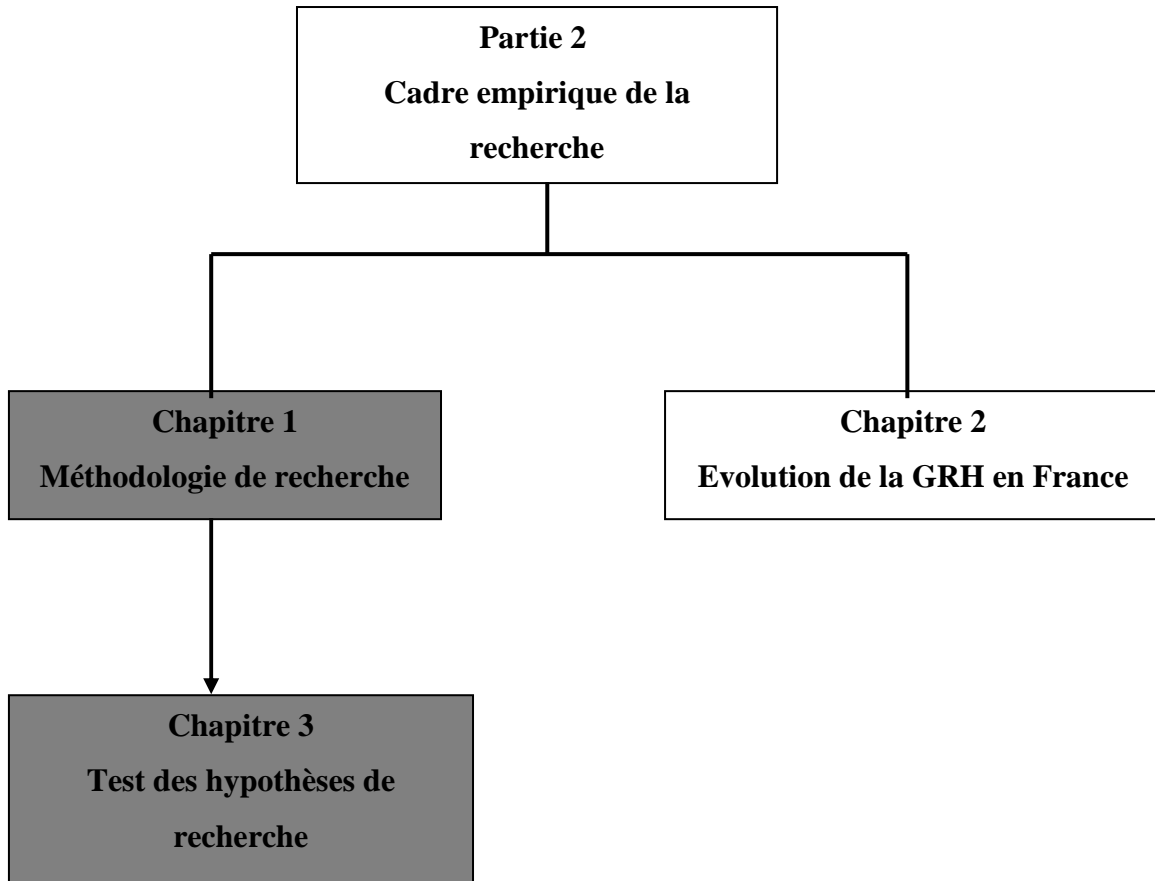 Partie 2
Cadre empirique de la
recherche
Chapitre 1
Méthodologie de recherche
Chapitre 2
Evolution de la GRH en France
Chapitre 3
Test des hypothèses de
recherche